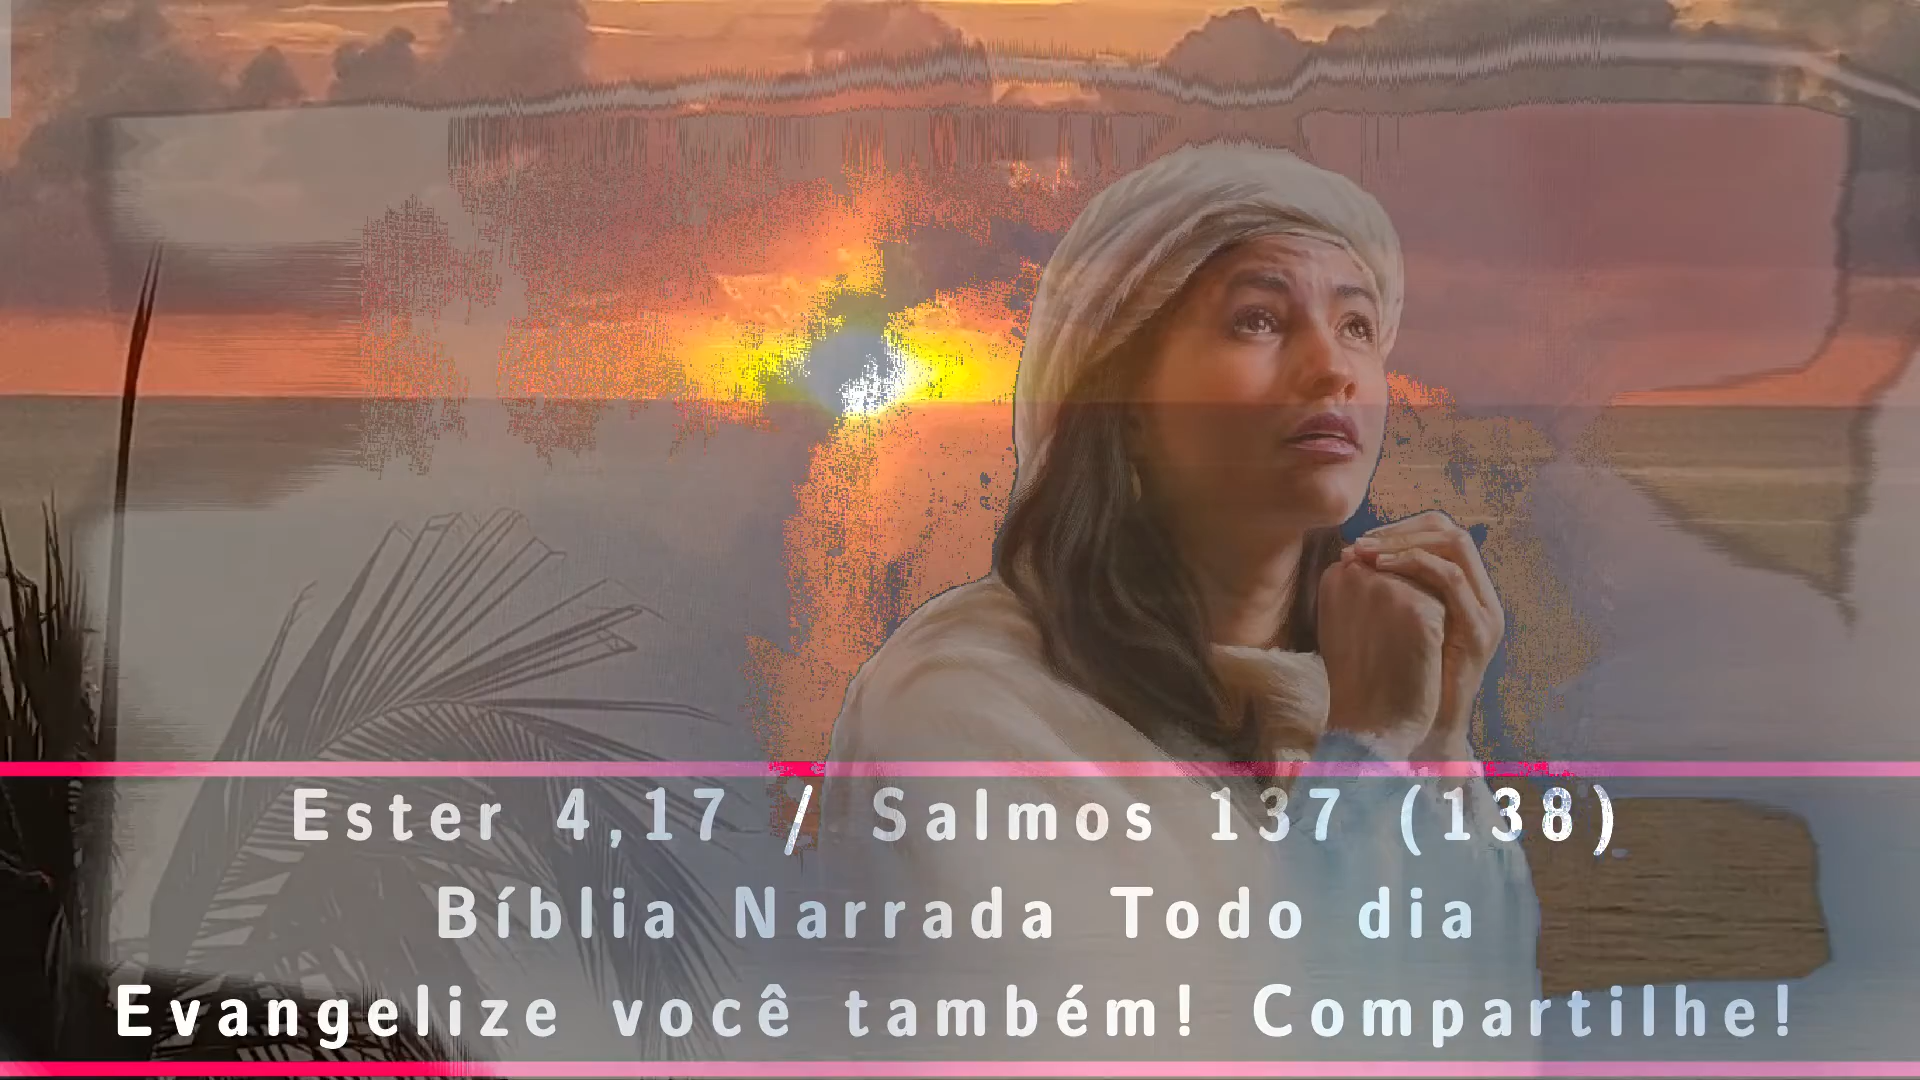 Ester 4,17 / Salmos 137 (138)
Bíblia Narrada Todo dia
Evangelize você também! Compartilhe!